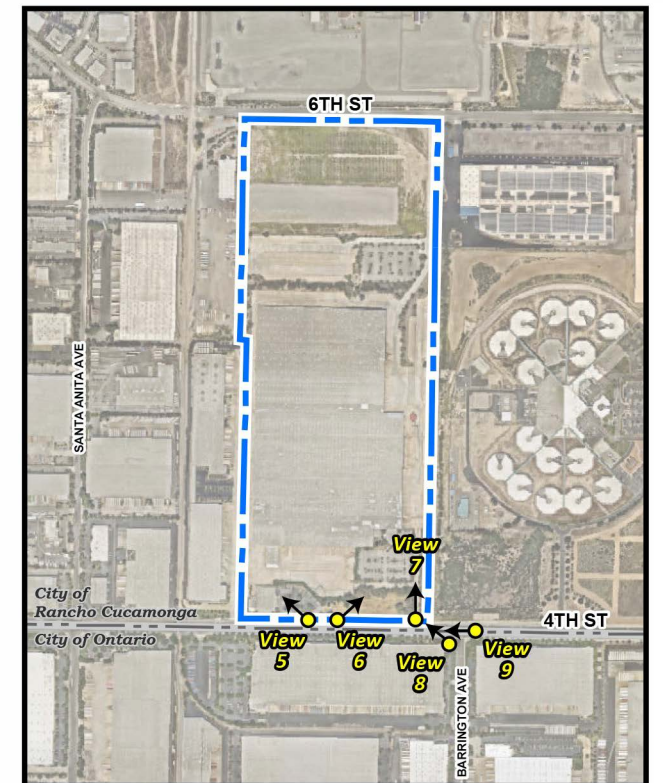 6TH ST
SANTA ANITA AVE
View
7
City of
Rancho Cucamonga
4TH ST
City of Ontario
View
5
View
6
View
8
View
9
BARRINGTON AVE